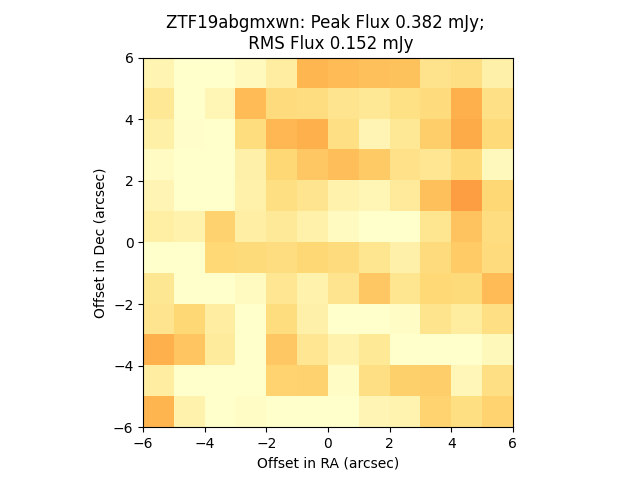 ZTF19abgmxwn: Peak Flux 0.382 mJy;
RMS Flux 0.152 mJy
6
4
2
0
−2
−4
−6
Offset in Dec (arcsec)
−6 −4 −2 0 2 4 6
Offset in RA (arcsec)